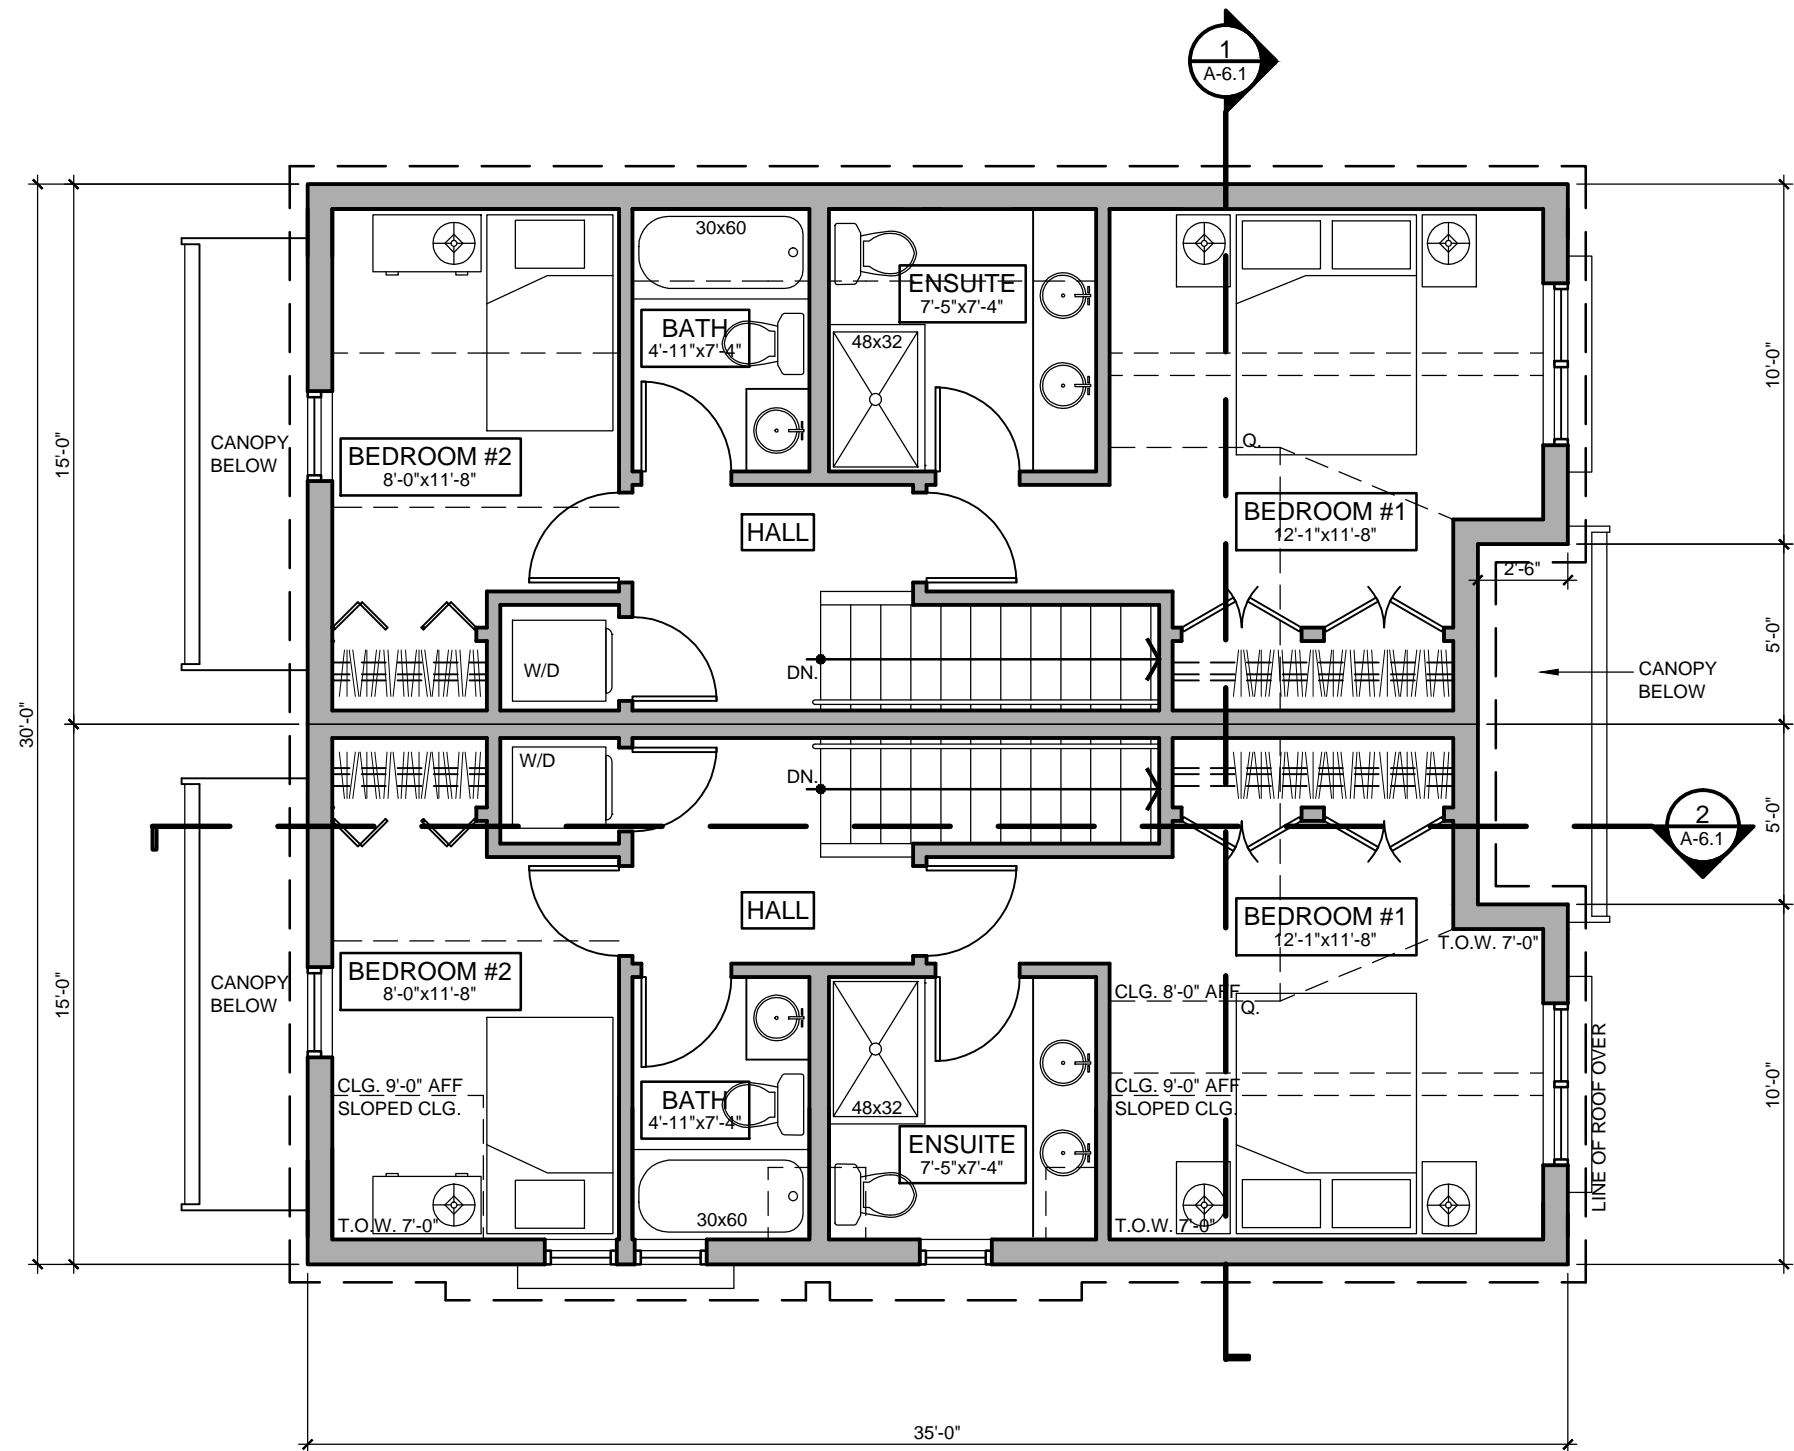 1
A-6.1
30x60
ENSUITE
7'-5"x7'-4"
BATH
4'-11"x7'-4"
48x32
10'-0"
15'-0"
CANOPY
BELOW
BEDROOM #2
8'-0"x11'-8"
Q.
HALL
BEDROOM #1
12'-1"x11'-8"
2'-6"
5'-0"
W/D
DN.
CANOPY
BELOW
30'-0"
W/D
DN.
5'-0"
2
A-6.1
HALL
BEDROOM #1
12'-1"x11'-8"
T.O.W. 7'-0"
BEDROOM #2
8'-0"x11'-8"
CANOPY
BELOW
15'-0"
CLG. 8'-0" AFF
Q.
CLG. 9'-0" AFF
SLOPED CLG.
CLG. 9'-0" AFF
SLOPED CLG.
BATH
4'-11"x7'-4"
48x32
ENSUITE
7'-5"x7'-4"
10'-0"
LINE OF ROOF OVER
T.O.W. 7'-0"
30x60
T.O.W. 7'-0"
35'-0"